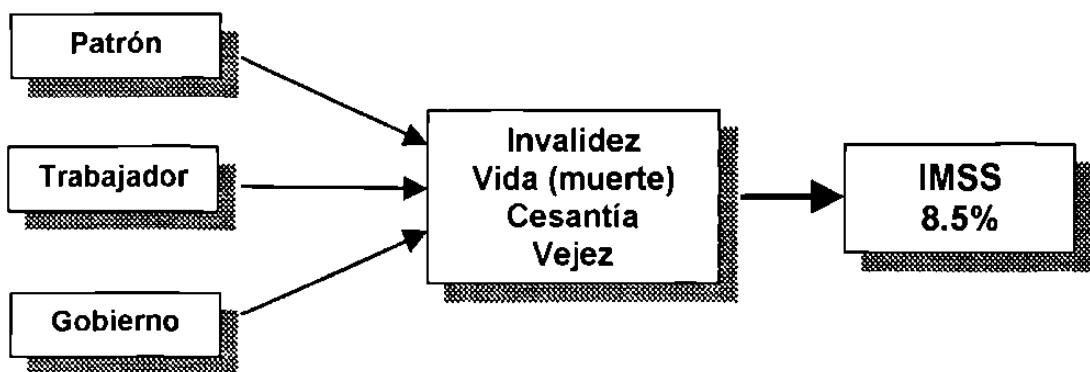 Patrón
Trabajador
Gobierno
Invalidez
Vida (muerte)
Cesantía
Vejez
IMSS
8.5%